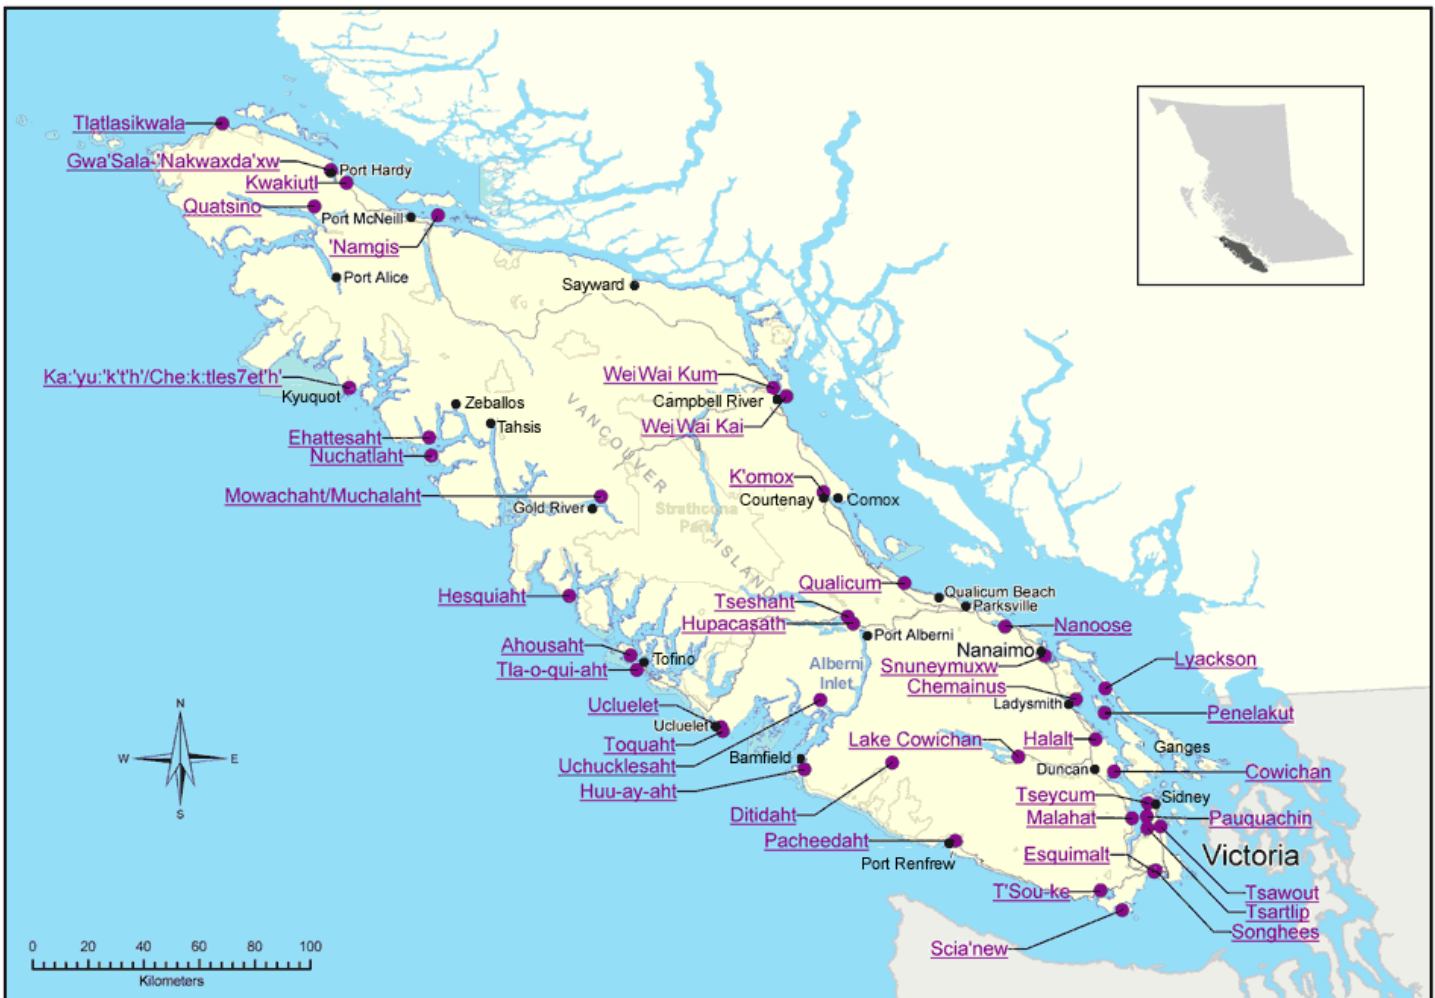 Tlatlasikwala
Gwa'Sala-'Nakwaxda'xw
Port Hardy
Kwakiutl
Quatsino
Port McNeill
'Namgis
Port Alice
Sayward
Ka:'yu:'k't'h'/Che:k:tles7et'h'
Kyuquot
Wei Wai Kum
Campbell River
Wei Wai Kai
Zeballos
Tahsis
Ehattesaht
Nuchatlaht
VANCOUVER ISLAND
Mowachaht/Muchalaht
Gold River
Strathcona
Park
K'omox
Courtenay
Comox
Hesquiaht
Qualicum
Qualicum Beach
Parksville
Tseshaht
Hupacasath
Port Alberni
Nanoose
Ahousaht
Tofino
Tla-o-qui-aht
Alberni
Inlet
Nanaimo
Snuneymuxw
Lyackson
Chemainus
Ladysmith
Penelakut
Ucluelet
Ucluelet
Toquaht
Uchucklesaht
Bamfield
Huu-ay-aht
Lake Cowichan
Halalt
Ganges
Duncan
Cowichan
Ditidaht
Tseycum
Sidney
Malahat
Pauquachin
Pacheedaht
Port Renfrew
Esquimalt
Victoria
T'Sou-ke
Tsawout
Tsartlip
Songhees
Scia'new
N
W
E
S
0 20 40 60 80 100
Kilometers